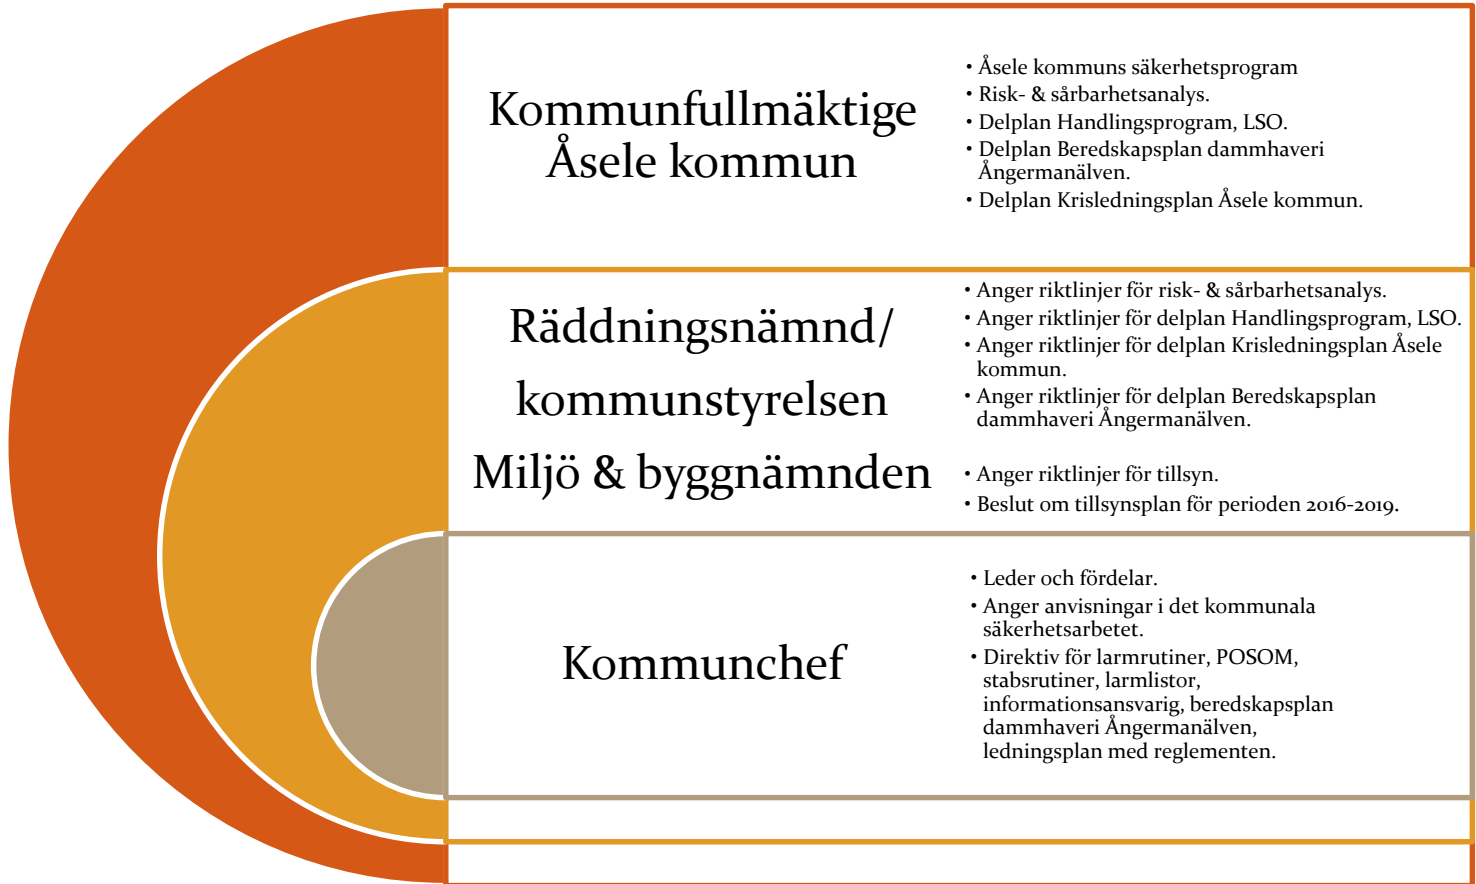 Kommunfullmäktige
Åsele kommun
• Åsele kommuns säkerhetsprogram
• Risk- & sårbarhetsanalys.
• Delplan Handlingsprogram, LSO.
• Delplan Beredskapsplan dammhaveri
Ångermanälven.
• Delplan Krisledningsplan Åsele kommun.
Räddningsnämnd/
kommunstyrelsen
Miljö & byggnämnden
• Anger riktlinjer för risk- & sårbarhetsanalys.
• Anger riktlinjer för delplan Handlingsprogram, LSO.
• Anger riktlinjer för delplan Krisledningsplan Åsele
kommun.
• Anger riktlinjer för delplan Beredskapsplan
dammhaveri Ångermanälven.
• Anger riktlinjer för tillsyn.
• Beslut om tillsynsplan för perioden 2016-2019.
Kommunchef
• Leder och fördelar.
• Anger anvisningar i det kommunala
säkerhetsarbetet.
• Direktiv för larmrutiner, POSOM,
stabsrutiner, larmlistor,
informationsansvarig, beredskapsplan
dammhaveri Ångermanälven,
ledningsplan med reglementen.